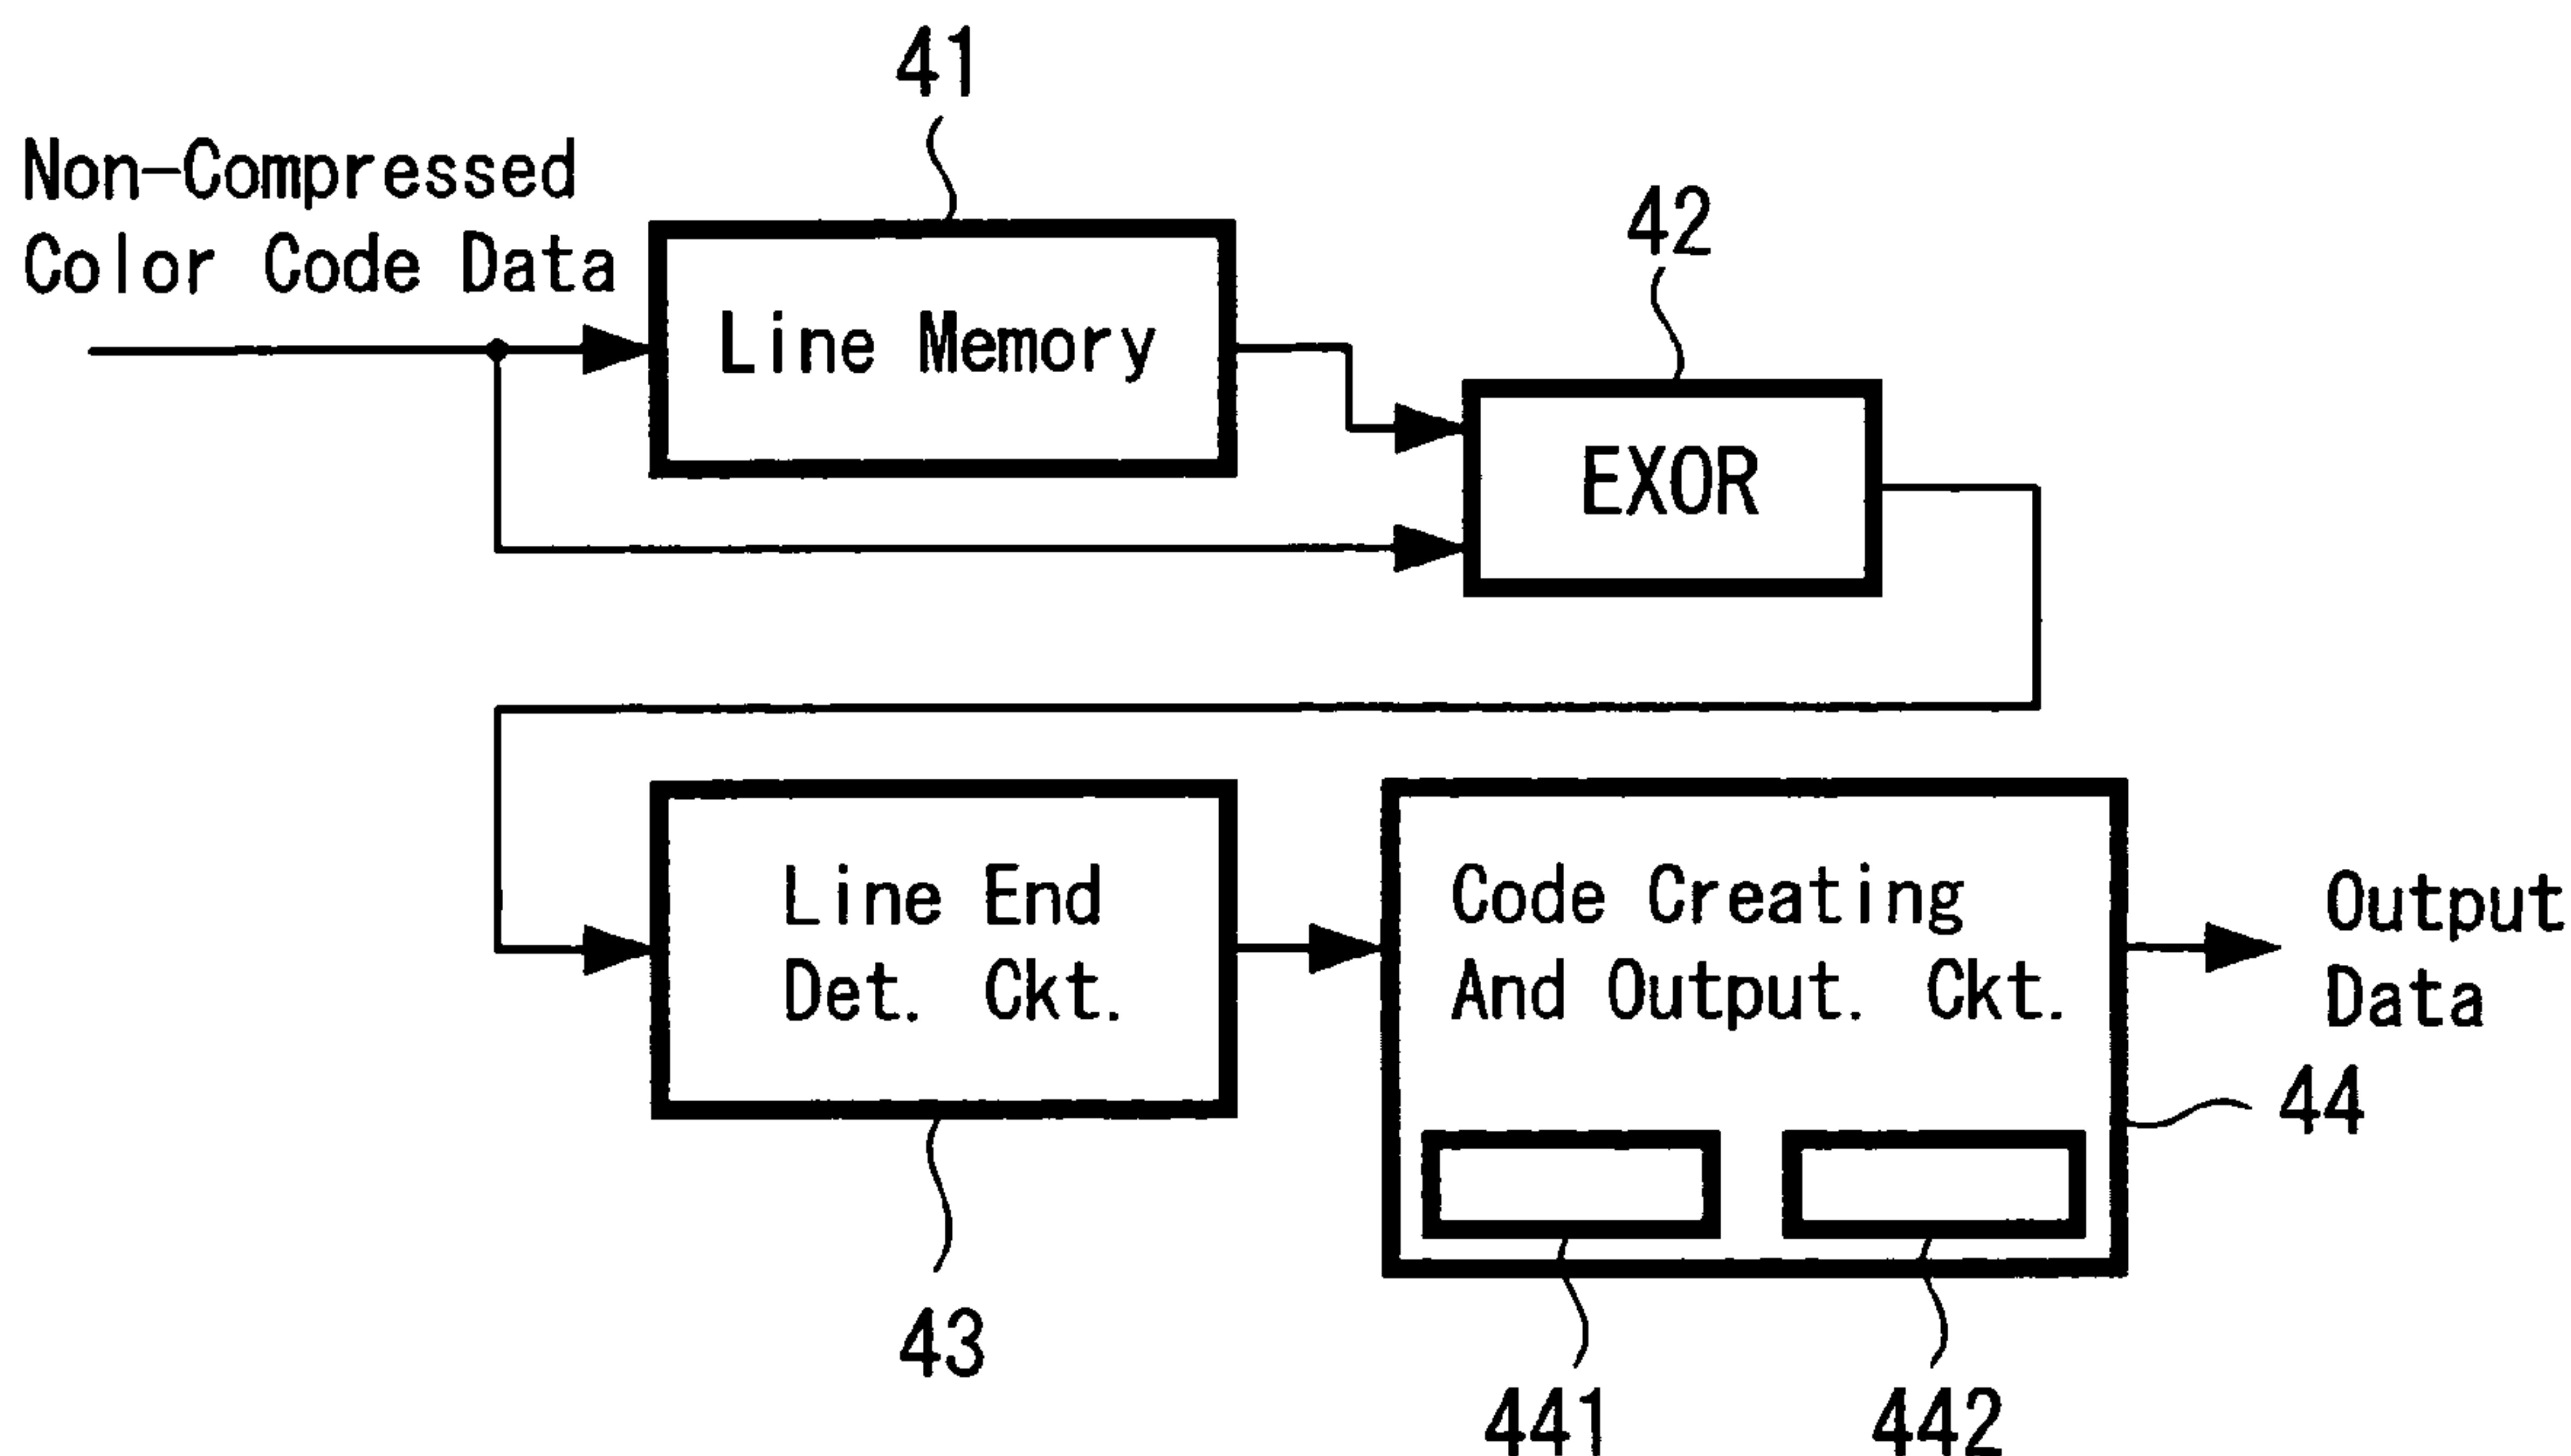 41
Non-Compressed
Color Code Data
42
Line Memory
EXOR
Line End
Det. Ckt.
Code Creating
And Output. Ckt.
Output
Data
44
43
441
442